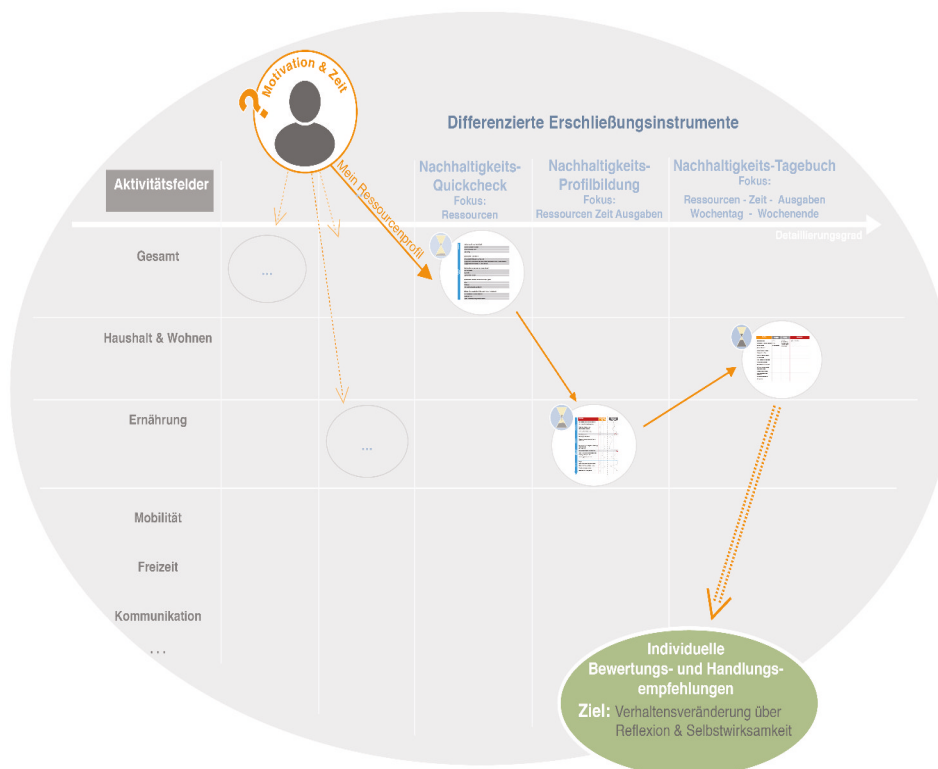 ? Motivation & Zeit
Differenzierte Erschließungsinstrumente
Aktivitätsfelder
Nachhaltigkeits-
Quickcheck
Fokus:
Ressourcen
Nachhaltigkeits-
Profilbildung
Fokus:
Ressourcen Zeit Ausgaben
Nachhaltigkeits-Tagebuch
Fokus:
Ressourcen - Zeit - Ausgaben
Wochentag - Wochenende
Detaillierungsgrad
Mein Ressourcenprofil
Gesamt
...
Haushalt & Wohnen
Ernährung
...
Mobilität
Freizeit
Kommunikation
...
Individuelle
Bewertungs- und Handlungs-
empfehlungen
Ziel: Verhaltensveränderung über
Reflexion & Selbstwirksamkeit